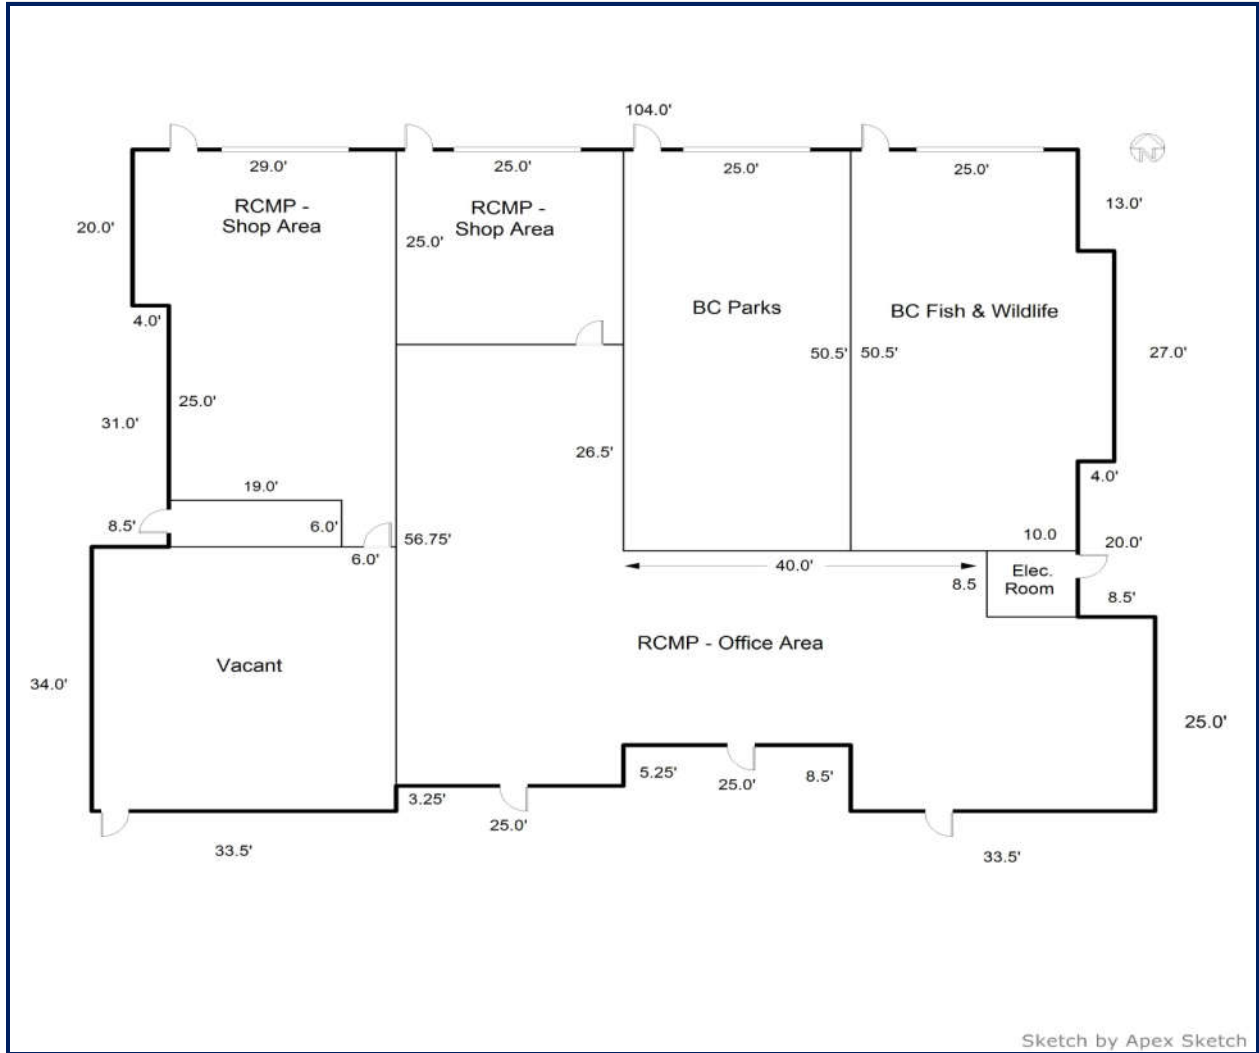 104.0'
29.0'
25.0'
25.0'
25.0'
RCMP -
Shop Area
RCMP -
Shop Area
13.0'
20.0'
25.0'
BC Parks
BC Fish & Wildlife
4.0'
50.5'
50.5'
27.0'
25.0'
31.0'
26.5'
4.0'
19.0'
8.5'
6.0'
6.0'
56.75'
10.0
20.0'
40.0'
8.5
Elec.
Room
8.5'
RCMP - Office Area
Vacant
34.0'
25.0'
5.25'
25.0'
8.5'
3.25'
25.0'
33.5'
33.5'
N
Sketch by Apex Sketch